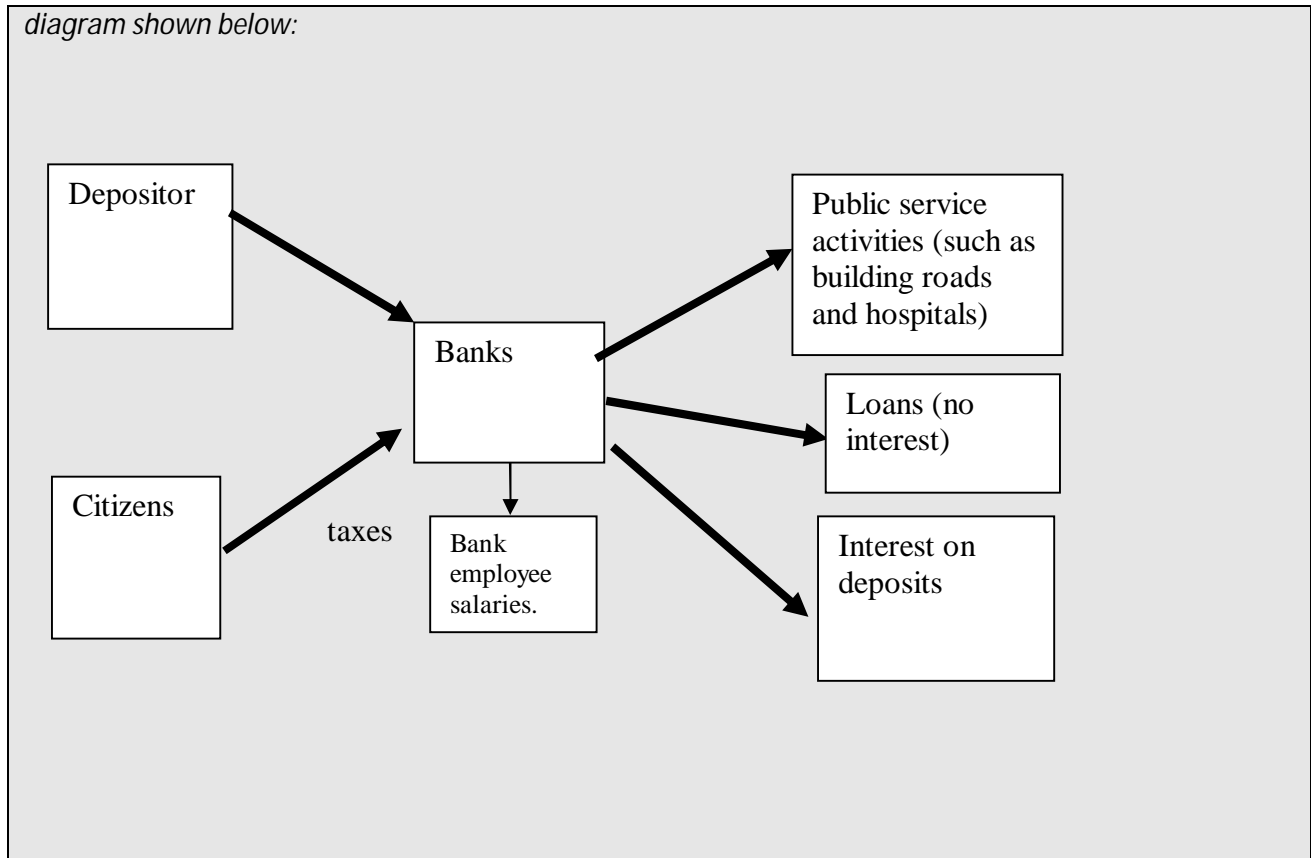 diagram shown below:
Depositor
Public service
activities (such as
building roads
and hospitals)
Banks
Loans (no
interest)
Citizens
taxes
Bank
employee
salaries.
Interest on
deposits